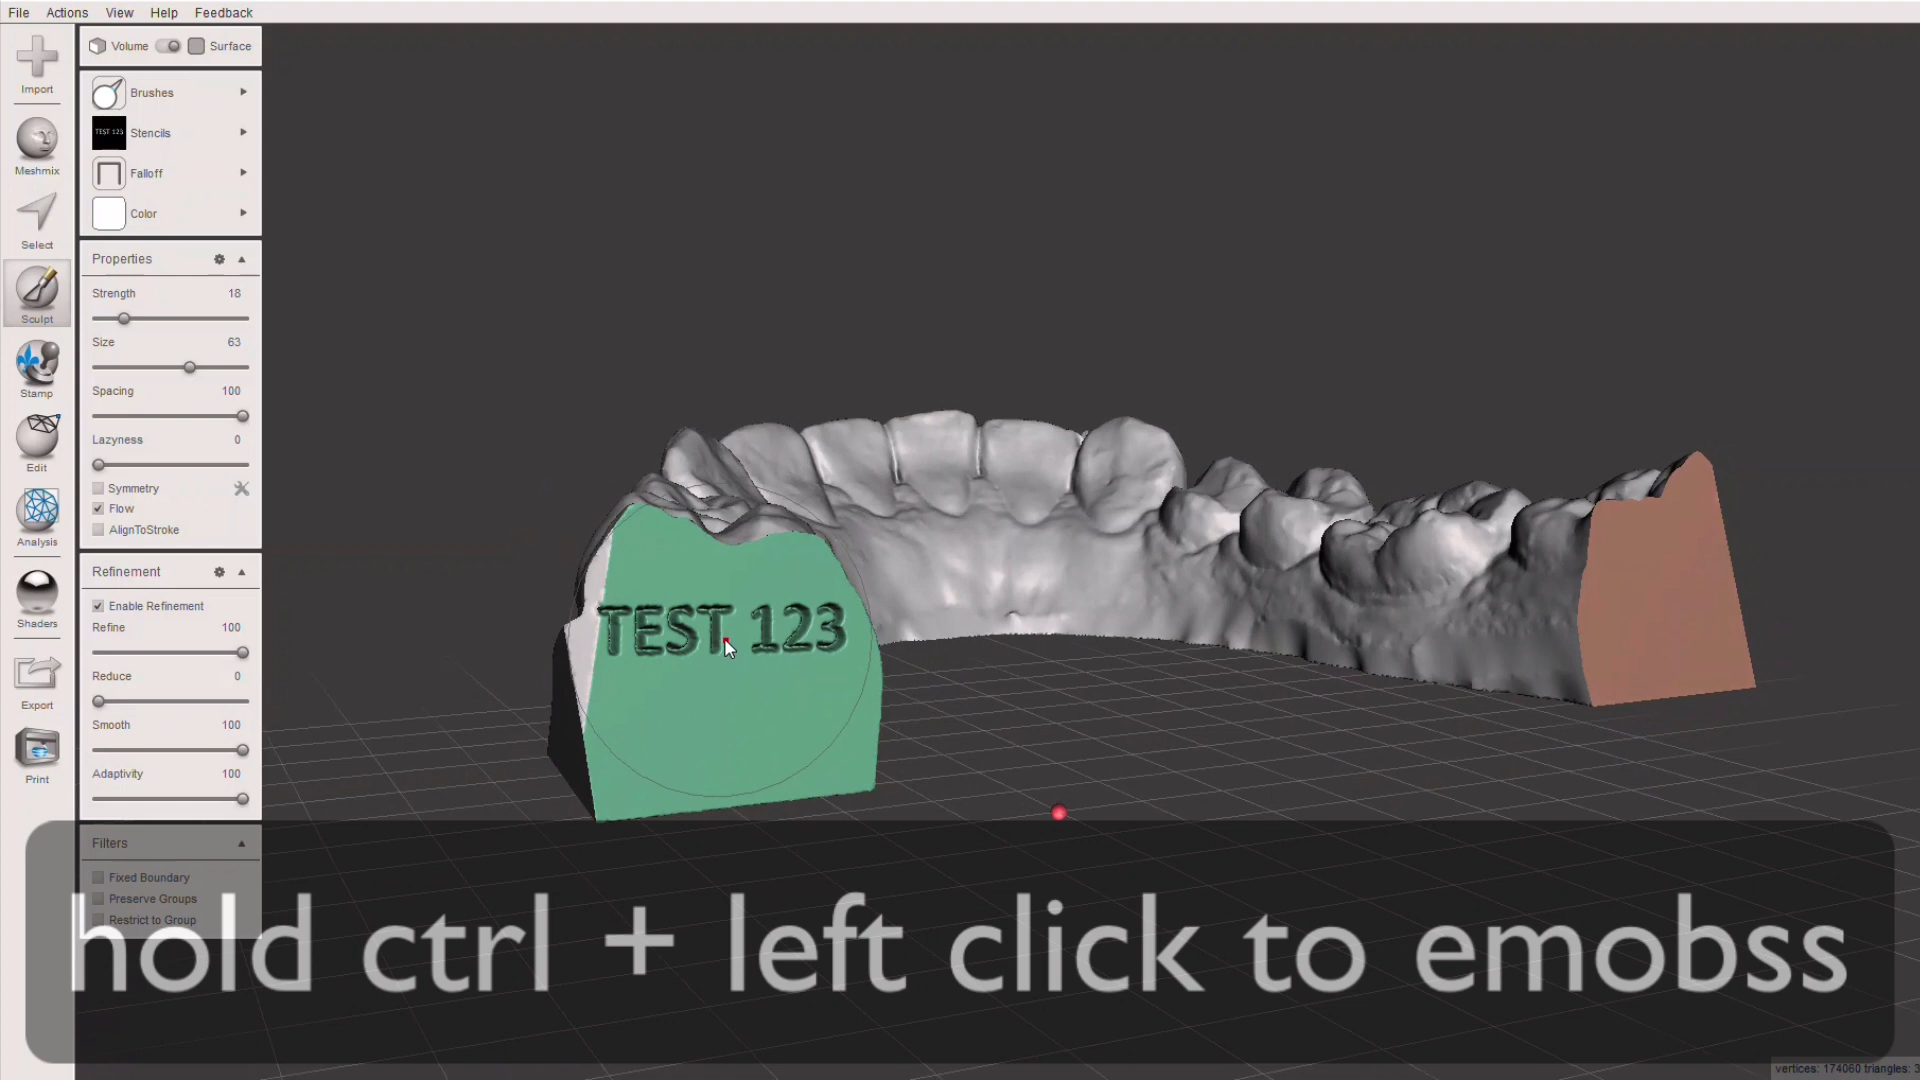 File Actions View Help Feedback
Import
Meshmix
Select
Sculpt
Stamp
Edit
Analysis
Shaders
Export
Print
Volume Surface
Brushes
TEST 123 Stencils
Falloff
Color
Properties
Strength 18
Size 63
Spacing 100
Lazyness 0
Symmetry
Flow
AlignToStroke
Refinement
Enable Refinement
Refine 100
Reduce 0
Smooth 100
Adaptivity 100
Filters
Fixed Boundary
Preserve Groups
Restrict to Group
TEST 123
hold ctrl + left click to emobss
vertices: 174060 triangles: 3